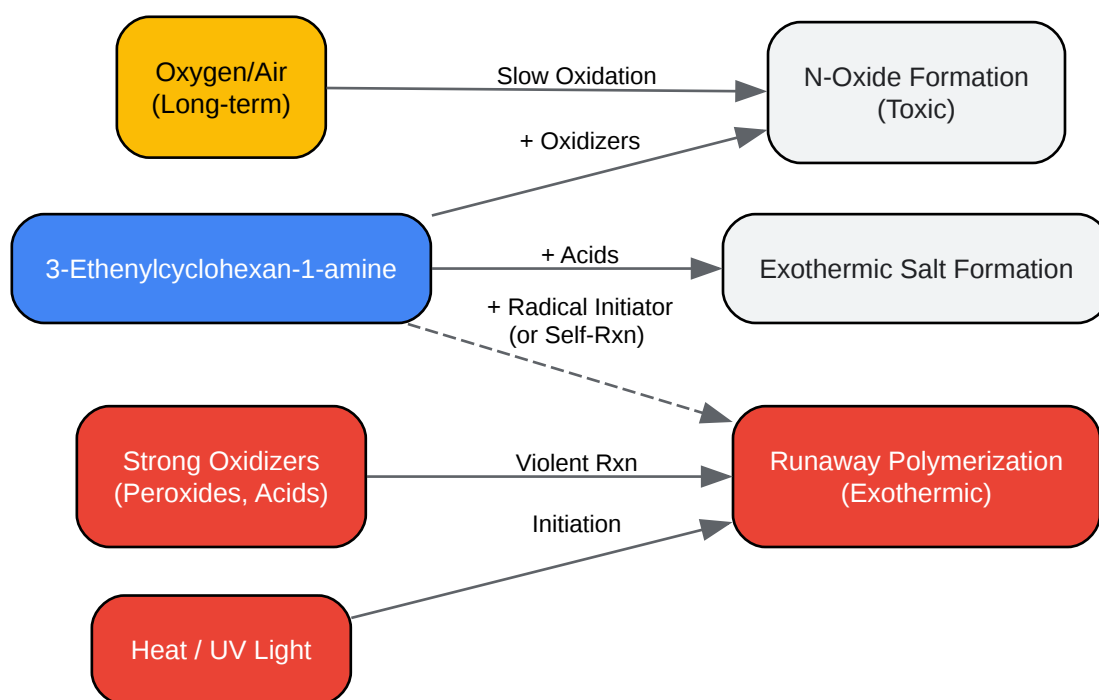 Oxygen/Air
(Long-term)
Slow Oxidation
N-Oxide Formation
(Toxic)
+ Oxidizers
3-Ethenylcyclohexan-1-amine
+ Acids
Exothermic Salt Formation
+ Radical Initiator
(or Self-Rxn)
Strong Oxidizers
(Peroxides, Acids)
Violent Rxn
Runaway Polymerization
(Exothermic)
Initiation
Heat / UV Light